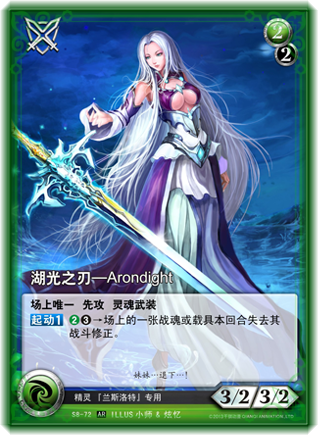 2
2
湖光之刃—Arondight
场上唯一 先攻 灵魂武装
起动1 2 3→场上的一张战魂或载具本回合失去其
战斗修正。
妹妹…退下…!
3/2/3/2
精灵「兰斯洛特」专用
S8-72 AR ILLUS 小师 &